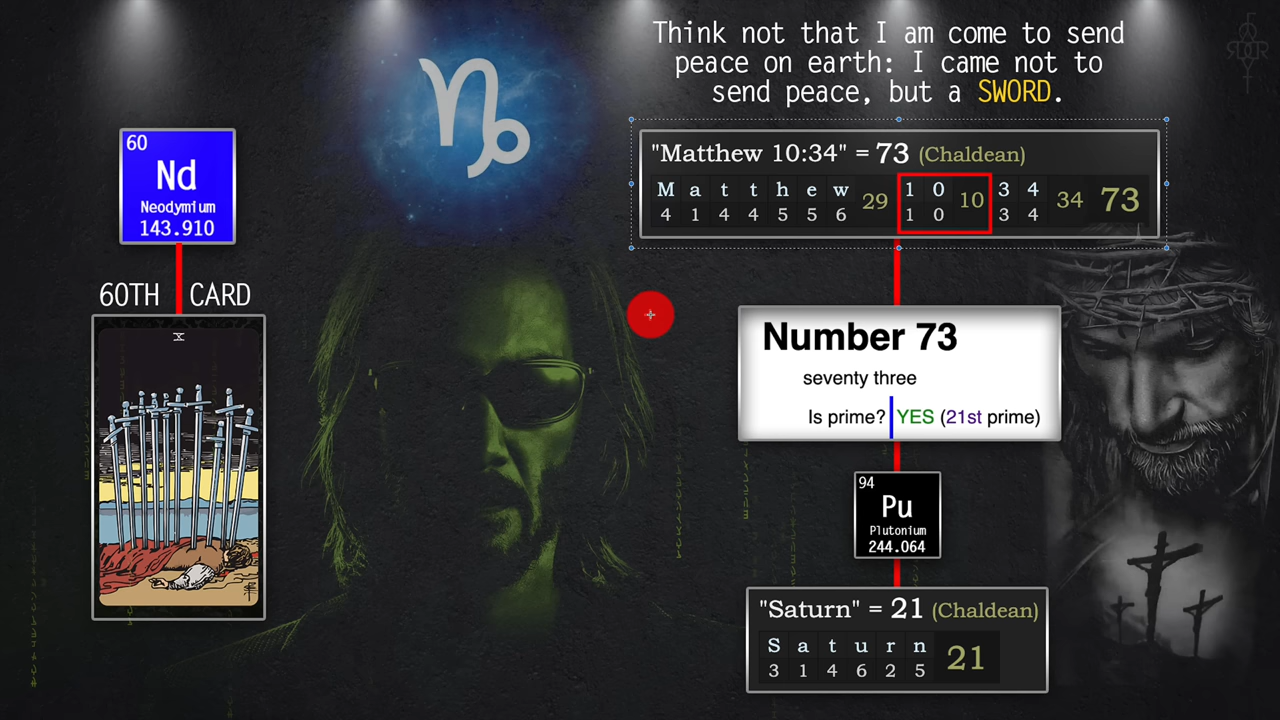 Think not that I am come to send
peace on earth: I came not to
send peace, but a SWORD.
60
Nd
Neodymium
143.910
60TH CARD
X
"Matthew 10:34" = 73 (Chaldean)
M a t t h e w 29 1 0 10 3 4 34 73
4 1 4 4 5 5 6 1 0 3 4
Number 73
seventy three
Is prime? YES (21st prime)
94
Pu
Plutonium
244.064
"Saturn" = 21 (Chaldean)
S a t u r n 21
3 1 4 6 2 5